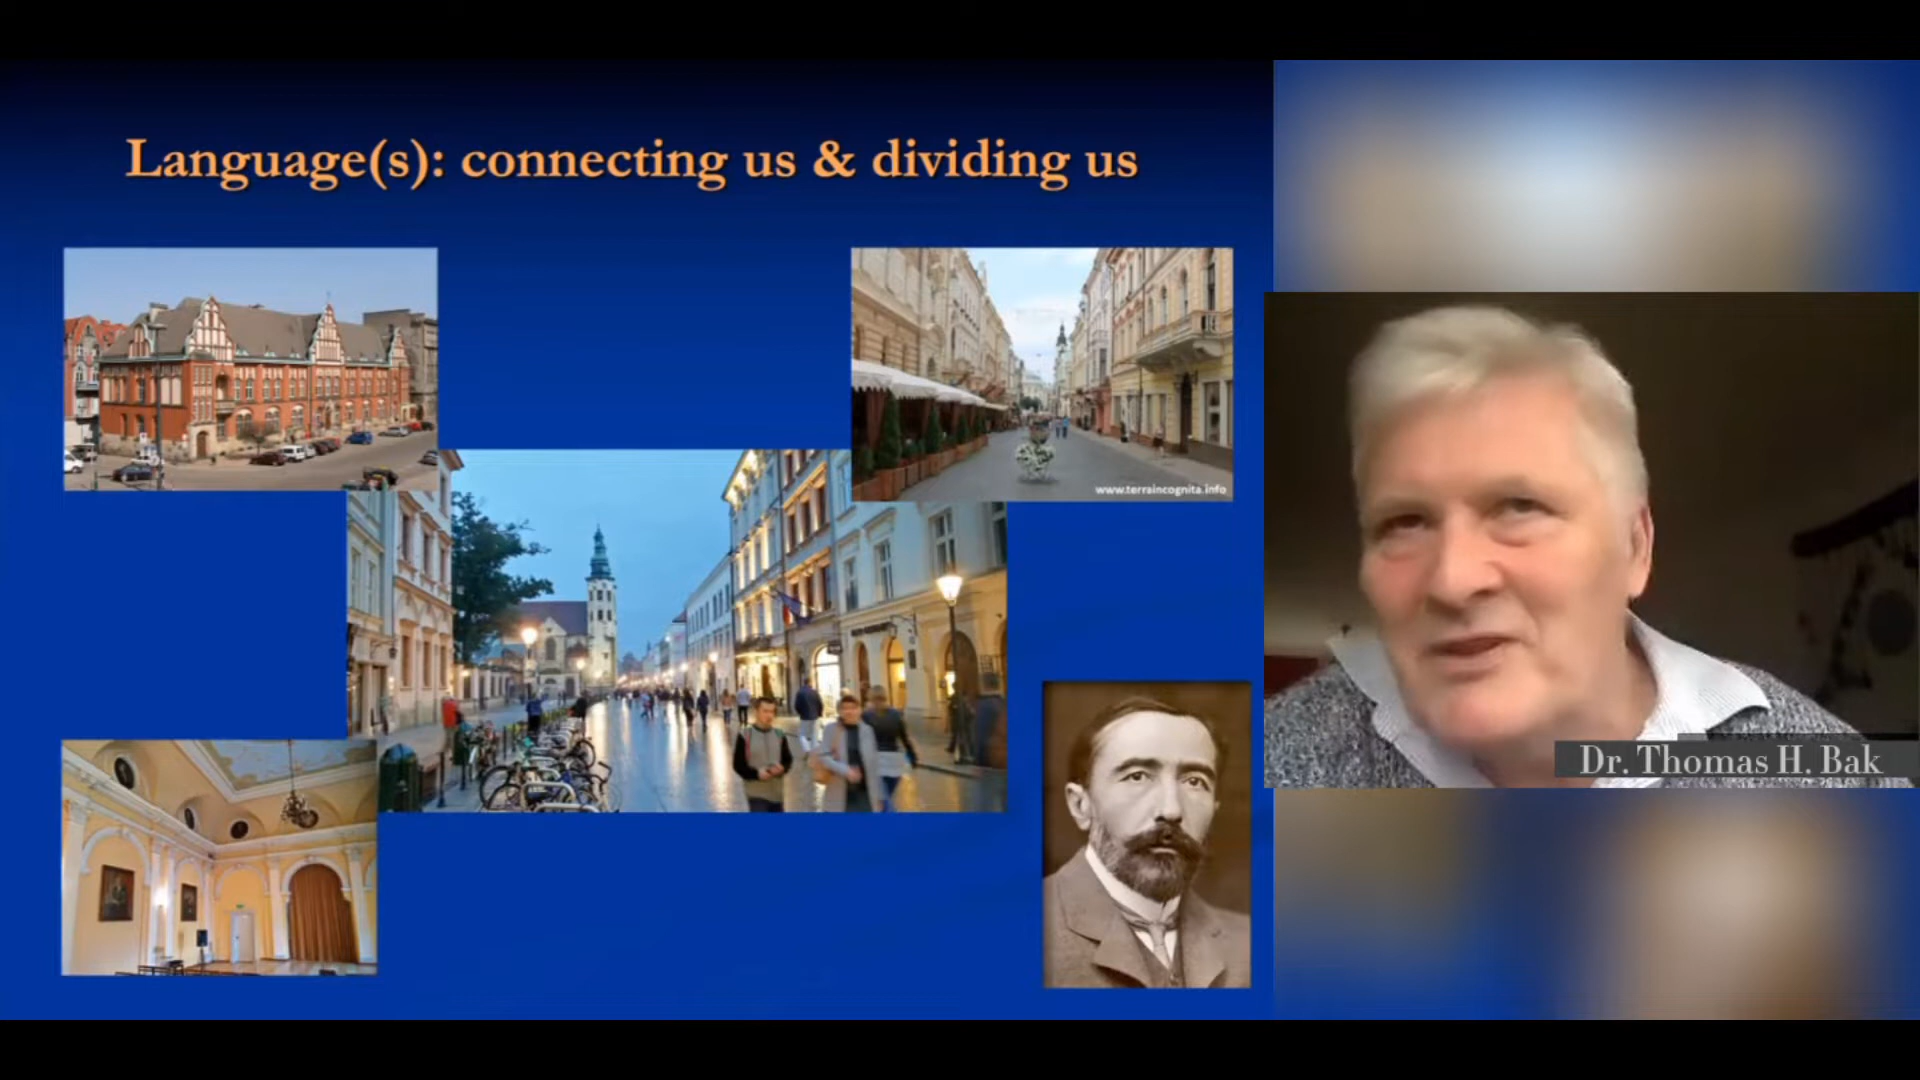 Language(s): connecting us & dividing us
www.terraincognita.info
Dr. Thomas H. Bak